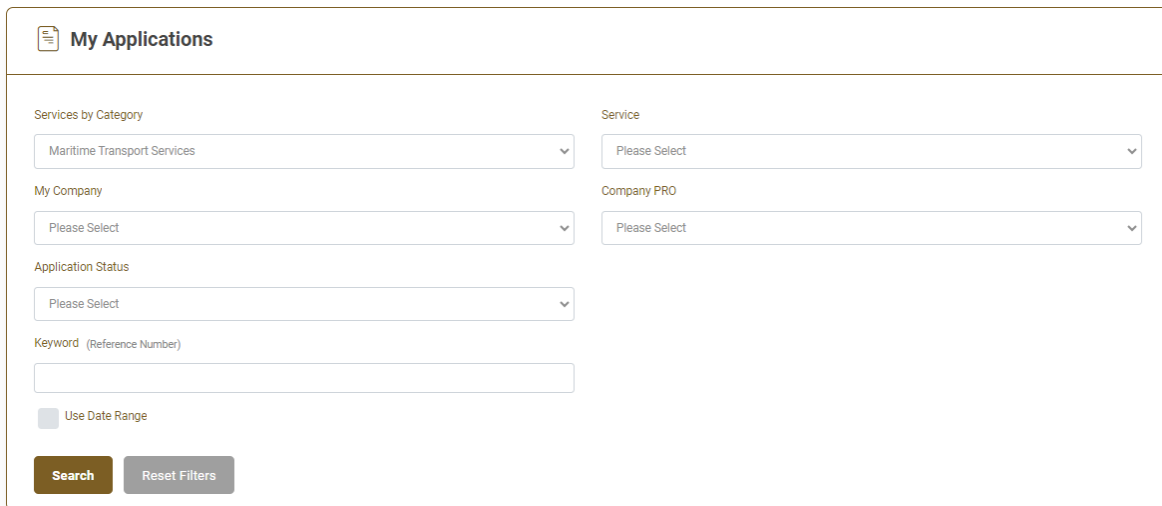 My Applications
Services by Category
Service
Maritime Transport Services
Please Select
My Company
Company PRO
Please Select
Please Select
Application Status
Please Select
Keyword (Reference Number)
Use Date Range
Search
Reset Filters